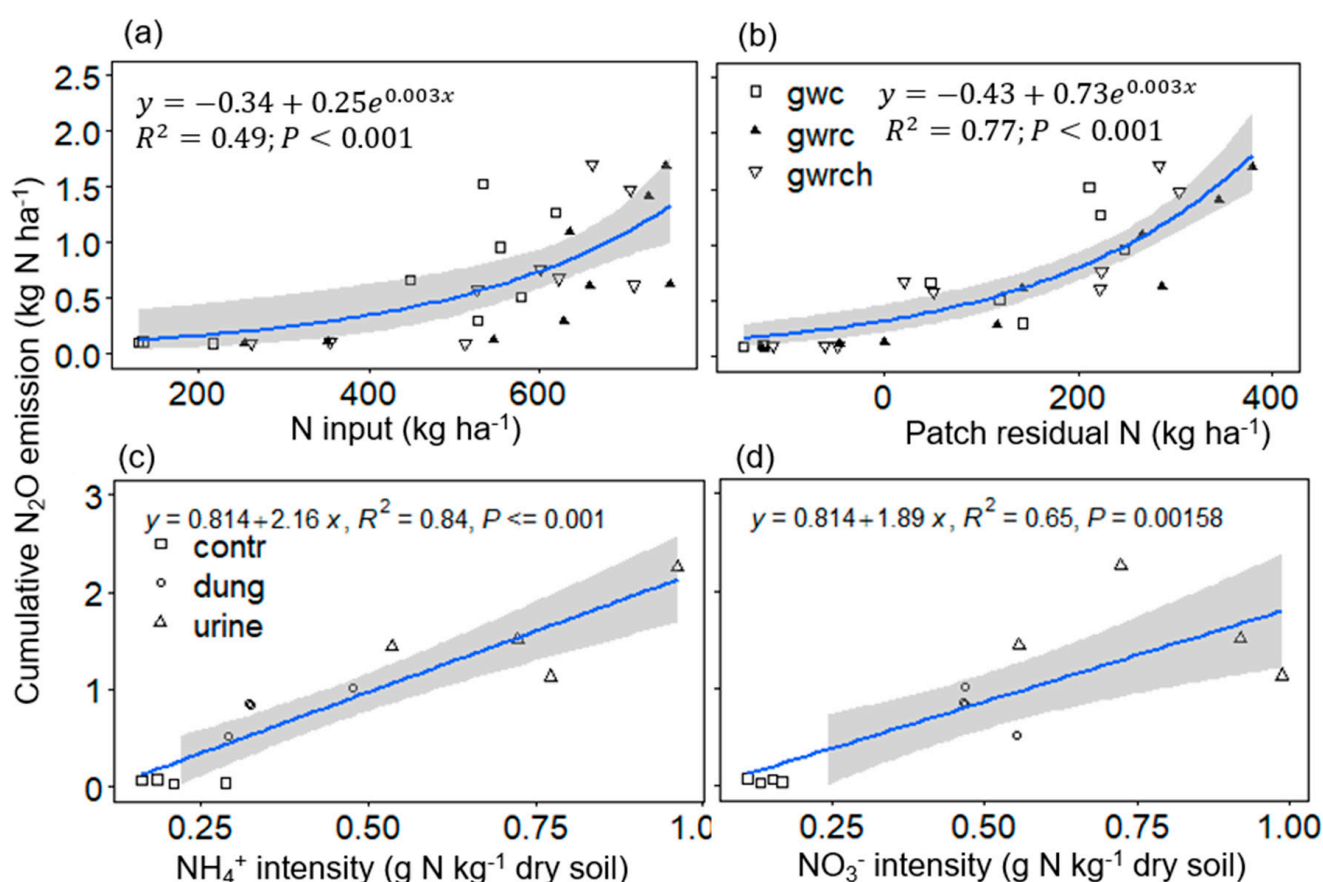 (a)
y = −0.34 + 0.25e^0.003x
R² = 0.49; P < 0.001
2.5
2.0
1.5
1.0
0.5
0.0
200
400
600
N input (kg ha⁻¹)
(b)
y = −0.43 + 0.73e^0.003x
R² = 0.77; P < 0.001
gwc
gwrc
gwrch
0
200
400
Patch residual N (kg ha⁻¹)
Cumulative N₂O emission (kg N ha⁻¹)
(c)
y = 0.814+2.16 x, R² = 0.84, P <= 0.001
contr
dung
urine
3
2
1
0
0.25
0.50
0.75
1.0
NH₄⁺ intensity (g N kg⁻¹ dry soil)
(d)
y = 0.814+1.89 x, R² = 0.65, P = 0.00158
0.25
0.50
0.75
1.00
NO₃⁻ intensity (g N kg⁻¹ dry soil)